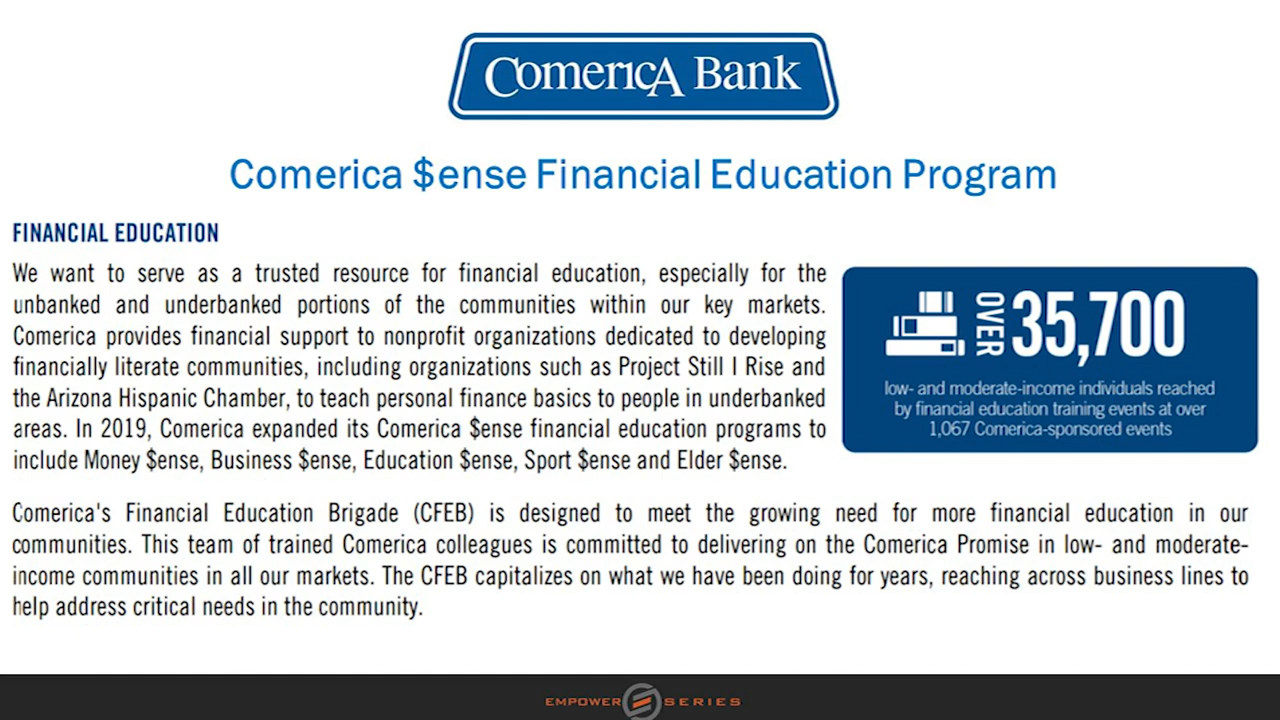 ComericA Bank
Comerica $ense Financial Education Program
FINANCIAL EDUCATION
We want to serve as a trusted resource for financial education, especially for the
unbanked and underbanked portions of the communities within our key markets.
Comerica provides financial support to nonprofit organizations dedicated to developing
financially literate communities, including organizations such as Project Still I Rise and
the Arizona Hispanic Chamber, to teach personal finance basics to people in underbanked
areas. In 2019, Comerica expanded its Comerica $ense financial education programs to
include Money $ense, Business $ense, Education $ense, Sport $ense and Elder $ense.
OVER 35,700
low- and moderate-income individuals reached
by financial education training events at over
1,067 Comerica-sponsored events
Comerica's Financial Education Brigade (CFEB) is designed to meet the growing need for more financial education in our
communities. This team of trained Comerica colleagues is committed to delivering on the Comerica Promise in low- and moderate-
income communities in all our markets. The CFEB capitalizes on what we have been doing for years, reaching across business lines to
help address critical needs in the community.
EMPOWER SERIES